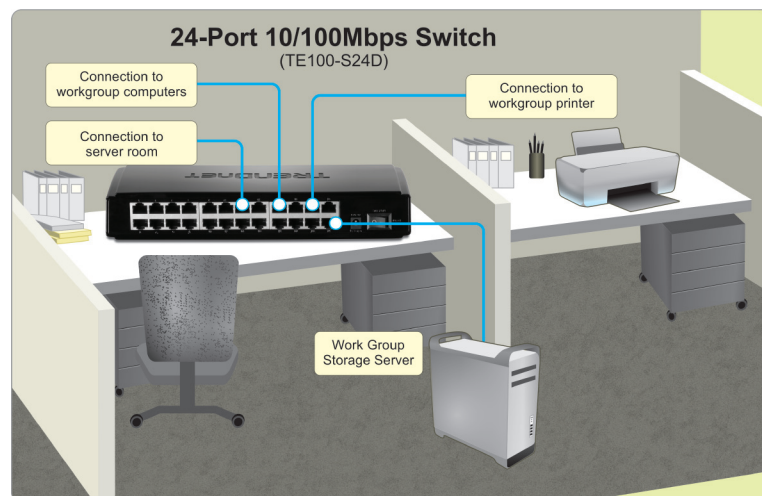 24-Port 10/100Mbps Switch
(TE100-S24D)
Connection to
workgroup computers
Connection to
workgroup printer
Connection to
server room
TRENDNET
Work Group
Storage Server